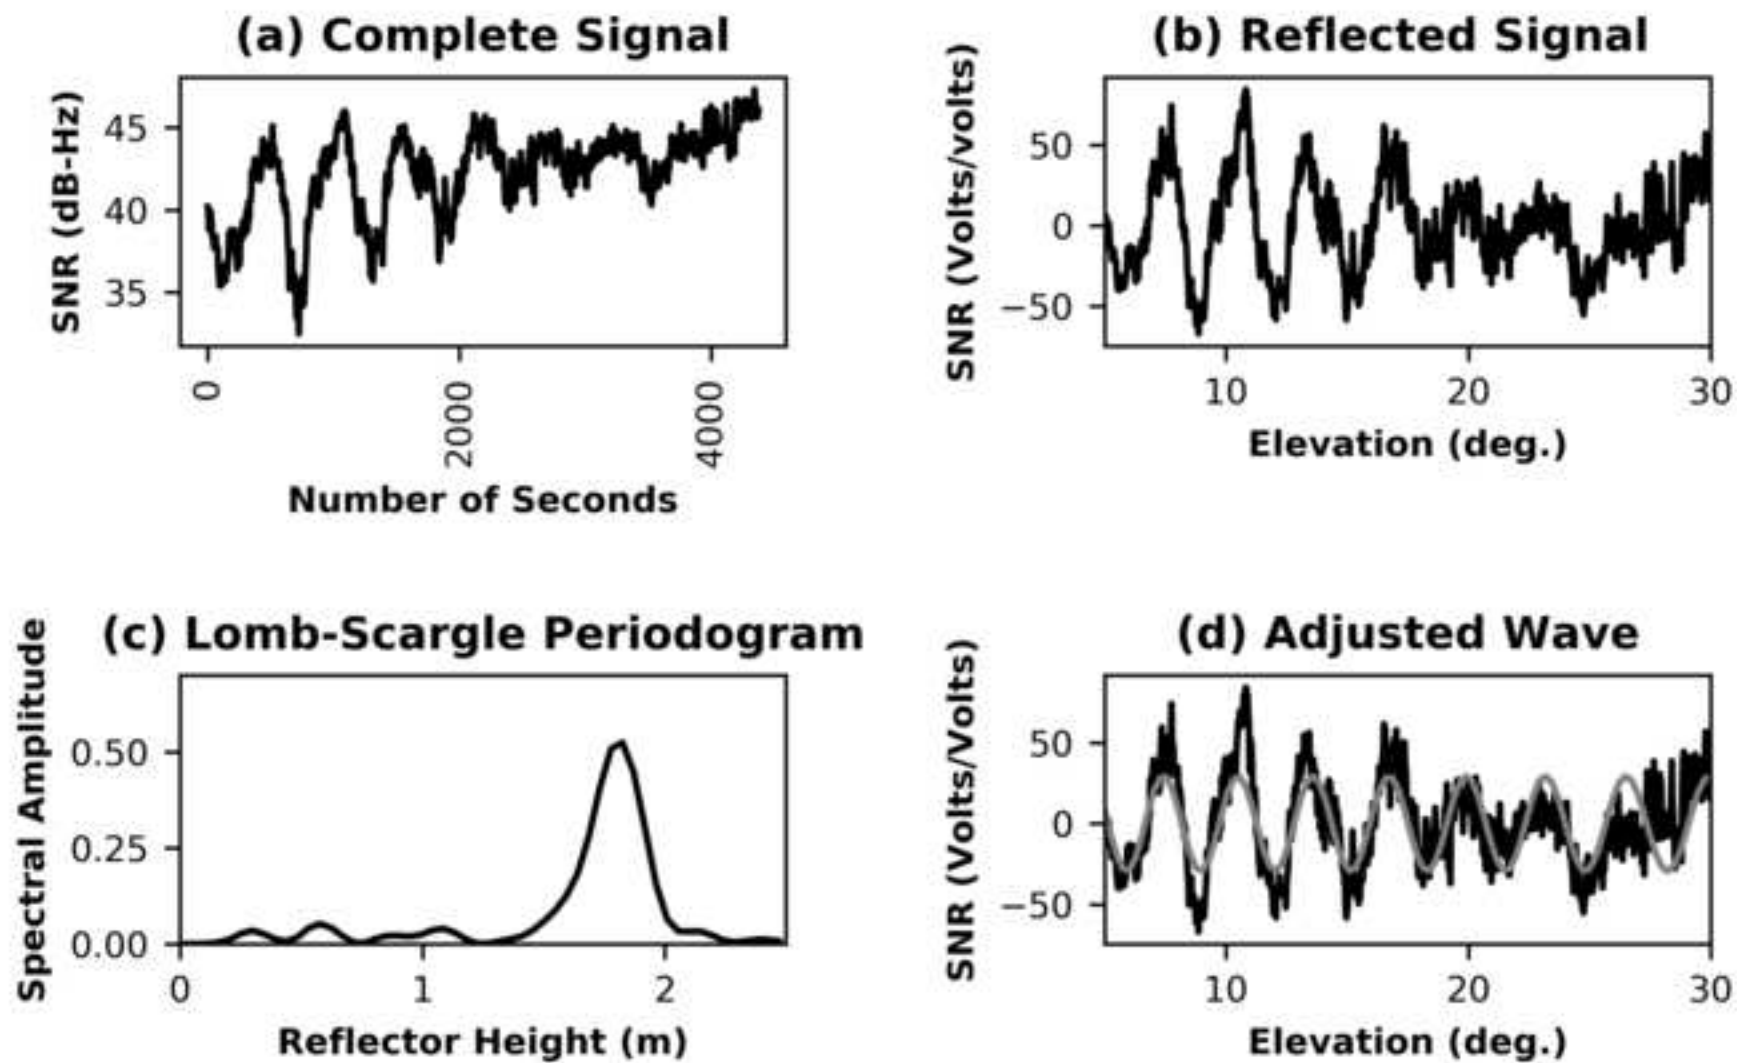 (a) Complete Signal
SNR (dB-Hz)
45
40
35
0
2000
4000
Number of Seconds
(b) Reflected Signal
SNR (Volts/volts)
50
0
−50
10
20
30
Elevation (deg.)
(c) Lomb-Scargle Periodogram
Spectral Amplitude
0.50
0.25
0.00
0
1
2
Reflector Height (m)
(d) Adjusted Wave
SNR (Volts/Volts)
50
0
−50
10
20
30
Elevation (deg.)